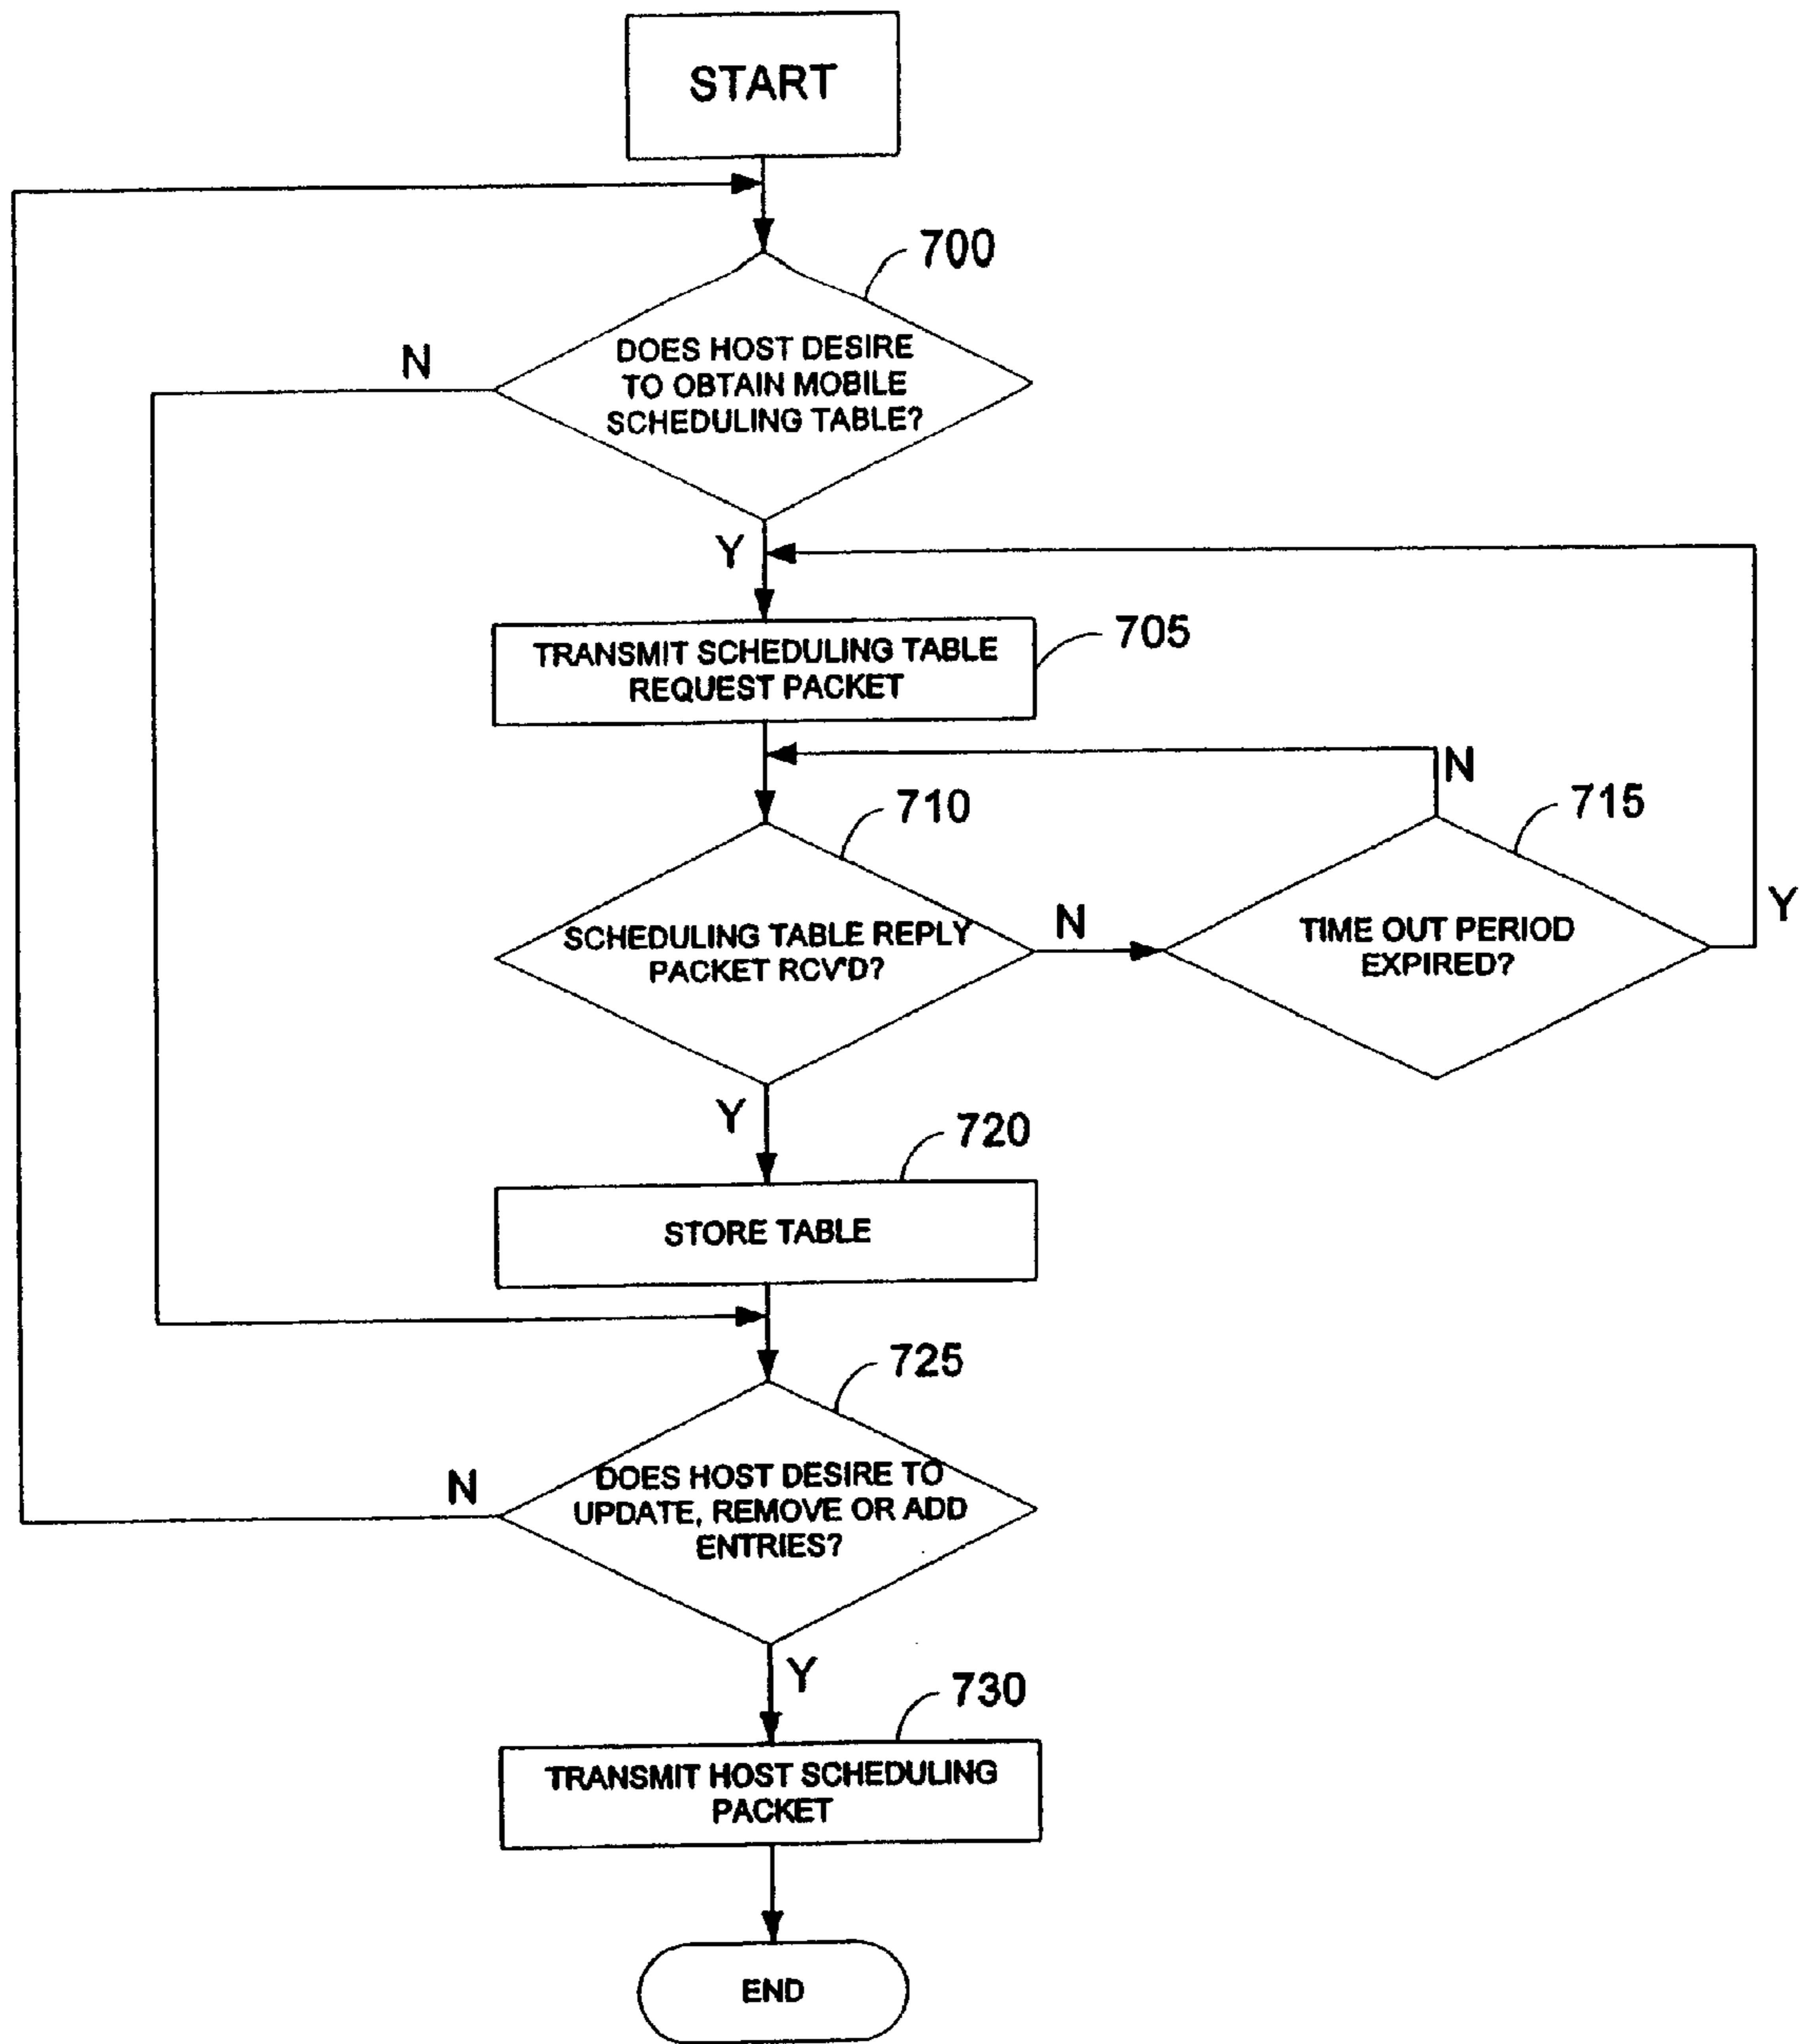 START
700
DOES HOST DESIRE
TO OBTAIN MOBILE
SCHEDULING TABLE?
N
Y
TRANSMIT SCHEDULING TABLE
REQUEST PACKET
705
N
710
715
SCHEDULING TABLE REPLY
PACKET RCV'D?
N
TIME OUT PERIOD
EXPIRED?
Y
Y
720
STORE TABLE
725
DOES HOST DESIRE TO
UPDATE, REMOVE OR ADD
ENTRIES?
N
Y
730
TRANSMIT HOST SCHEDULING
PACKET
END